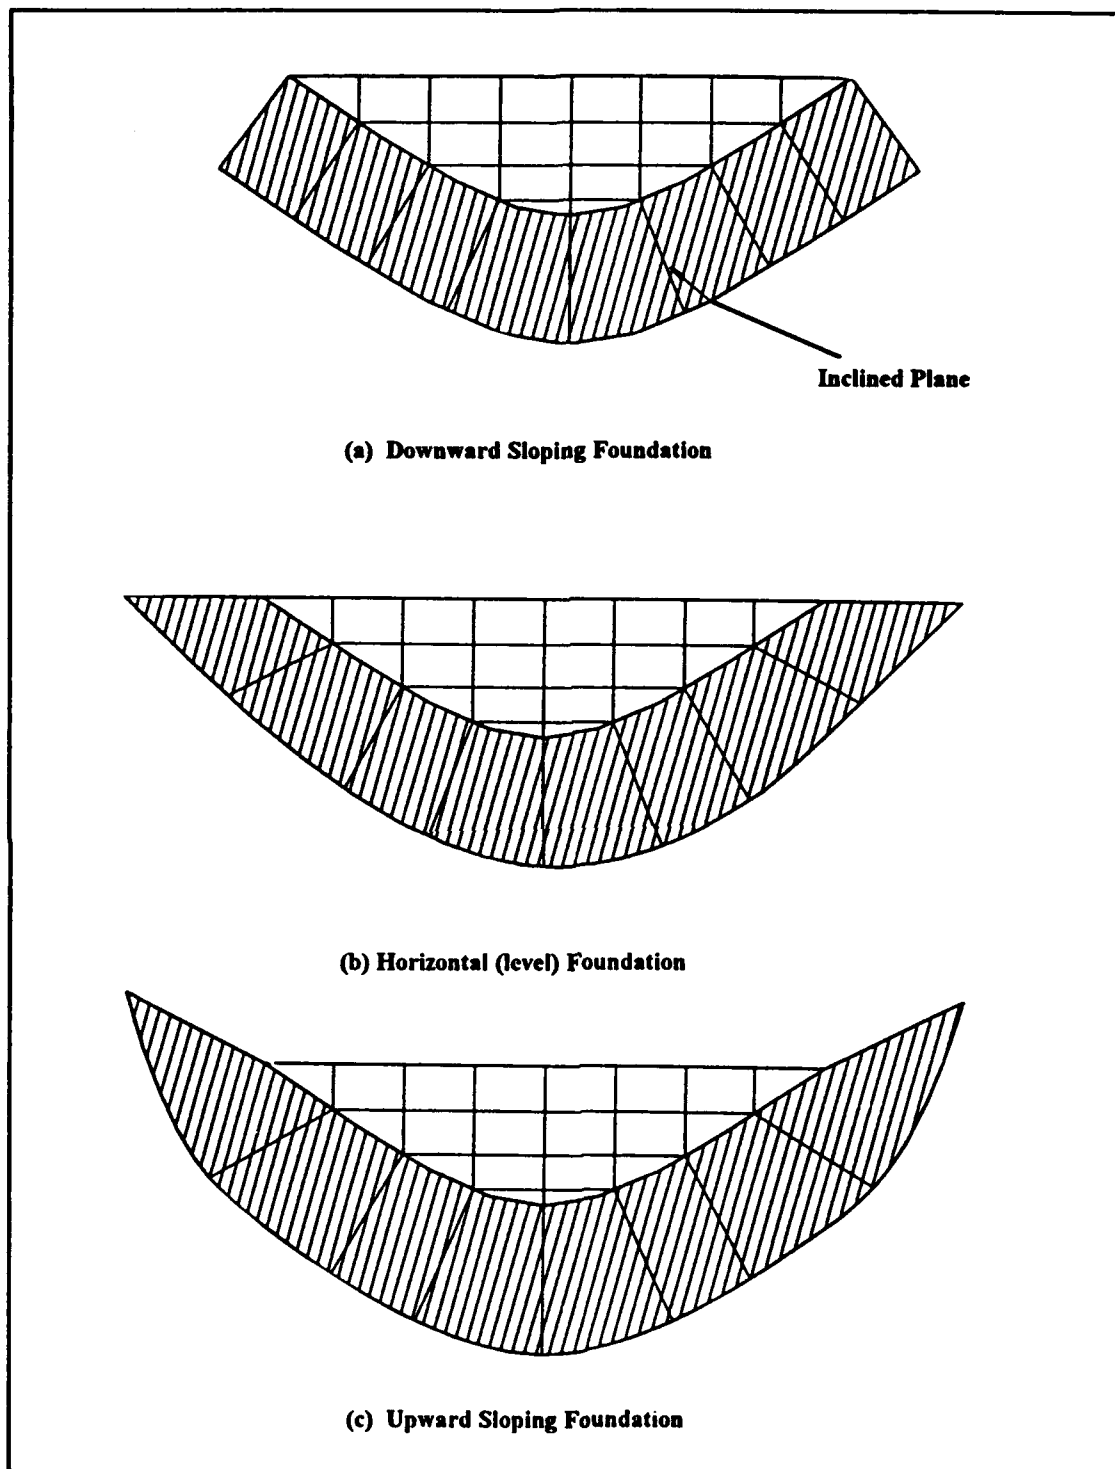 Inclined Plane
(a) Downward Sloping Foundation
(b) Horizontal (level) Foundation
(c) Upward Sloping Foundation